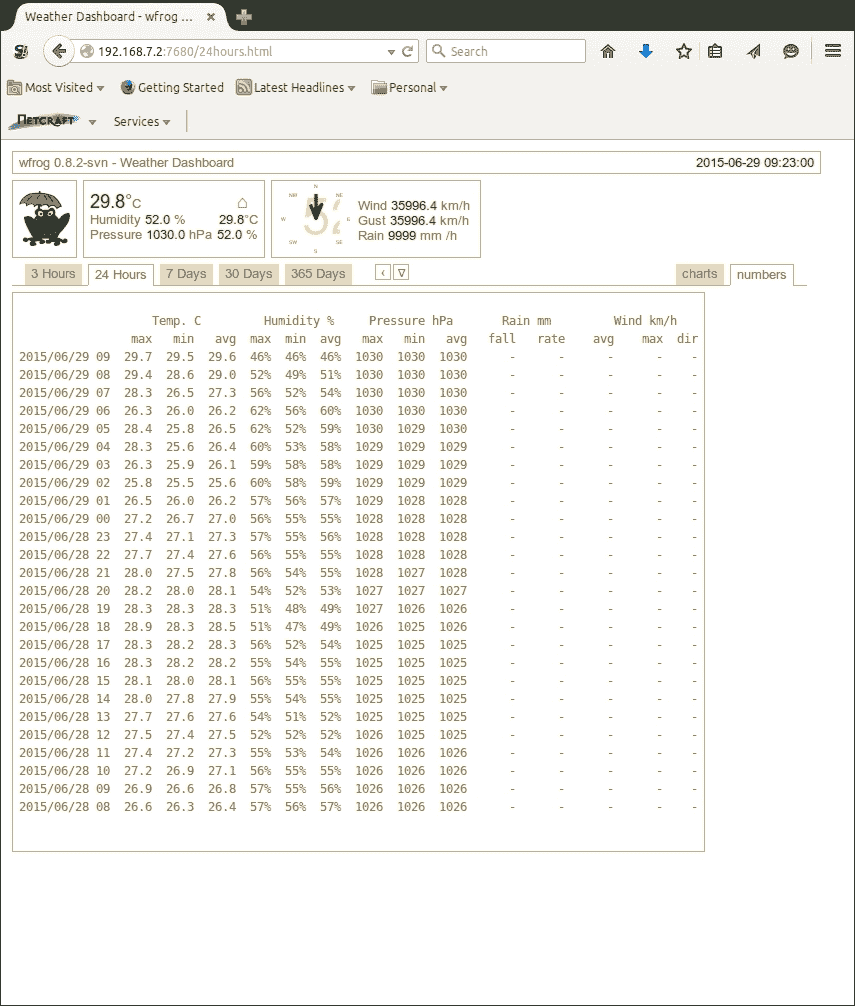 Weather Dashboard - wfrog ...
192.168.7.2:7680/24hours.html
Search
Most Visited Getting Started Latest Headlines Personal
NETCRAFT Services
wfrog 0.8.2-svn - Weather Dashboard 2015-06-29 09:23:00
29.8°C
Humidity 52.0 % 29.8°C
Pressure 1030.0 hPa 52.0 %
N
NW NE
W E
SW SE
S
Wind 35996.4 km/h
Gust 35996.4 km/h
Rain 9999 mm /h
3 Hours 24 Hours 7 Days 30 Days 365 Days ‹ ∇ charts numbers
Temp. C Humidity % Pressure hPa Rain mm Wind km/h
max min avg max min avg max min avg fall rate avg max dir
2015/06/29 09 29.7 29.5 29.6 46% 46% 46% 1030 1030 1030 - - - - -
2015/06/29 08 29.4 28.6 29.0 52% 49% 51% 1030 1030 1030 - - - - -
2015/06/29 07 28.3 26.5 27.3 56% 52% 54% 1030 1030 1030 - - - - -
2015/06/29 06 26.3 26.0 26.2 62% 56% 60% 1030 1030 1030 - - - - -
2015/06/29 05 28.4 25.8 26.5 62% 52% 59% 1030 1029 1030 - - - - -
2015/06/29 04 28.3 25.6 26.4 60% 53% 58% 1029 1029 1029 - - - - -
2015/06/29 03 26.3 25.9 26.1 59% 58% 58% 1029 1029 1029 - - - - -
2015/06/29 02 25.8 25.5 25.6 60% 58% 59% 1029 1029 1029 - - - - -
2015/06/29 01 26.5 26.0 26.2 57% 56% 57% 1029 1028 1028 - - - - -
2015/06/29 00 27.2 26.7 27.0 56% 55% 55% 1028 1028 1028 - - - - -
2015/06/28 23 27.4 27.1 27.3 57% 55% 56% 1028 1028 1028 - - - - -
2015/06/28 22 27.7 27.4 27.6 56% 55% 55% 1028 1028 1028 - - - - -
2015/06/28 21 28.0 27.5 27.8 56% 54% 55% 1028 1027 1028 - - - - -
2015/06/28 20 28.2 28.0 28.1 54% 52% 53% 1027 1027 1027 - - - - -
2015/06/28 19 28.3 28.3 28.3 51% 48% 49% 1027 1026 1026 - - - - -
2015/06/28 18 28.9 28.3 28.5 51% 47% 49% 1026 1025 1026 - - - - -
2015/06/28 17 28.3 28.2 28.3 56% 52% 54% 1025 1025 1025 - - - - -
2015/06/28 16 28.3 28.2 28.2 55% 54% 55% 1025 1025 1025 - - - - -
2015/06/28 15 28.1 28.0 28.1 56% 55% 55% 1025 1025 1025 - - - - -
2015/06/28 14 28.0 27.8 27.9 55% 54% 55% 1025 1025 1025 - - - - -
2015/06/28 13 27.7 27.6 27.6 54% 51% 52% 1025 1025 1025 - - - - -
2015/06/28 12 27.5 27.4 27.5 52% 52% 52% 1026 1025 1025 - - - - -
2015/06/28 11 27.4 27.2 27.3 55% 53% 54% 1026 1026 1026 - - - - -
2015/06/28 10 27.2 26.9 27.1 56% 55% 55% 1026 1026 1026 - - - - -
2015/06/28 09 26.9 26.6 26.8 57% 55% 56% 1026 1026 1026 - - - - -
2015/06/28 08 26.6 26.3 26.4 57% 56% 57% 1026 1026 1026 - - - - -